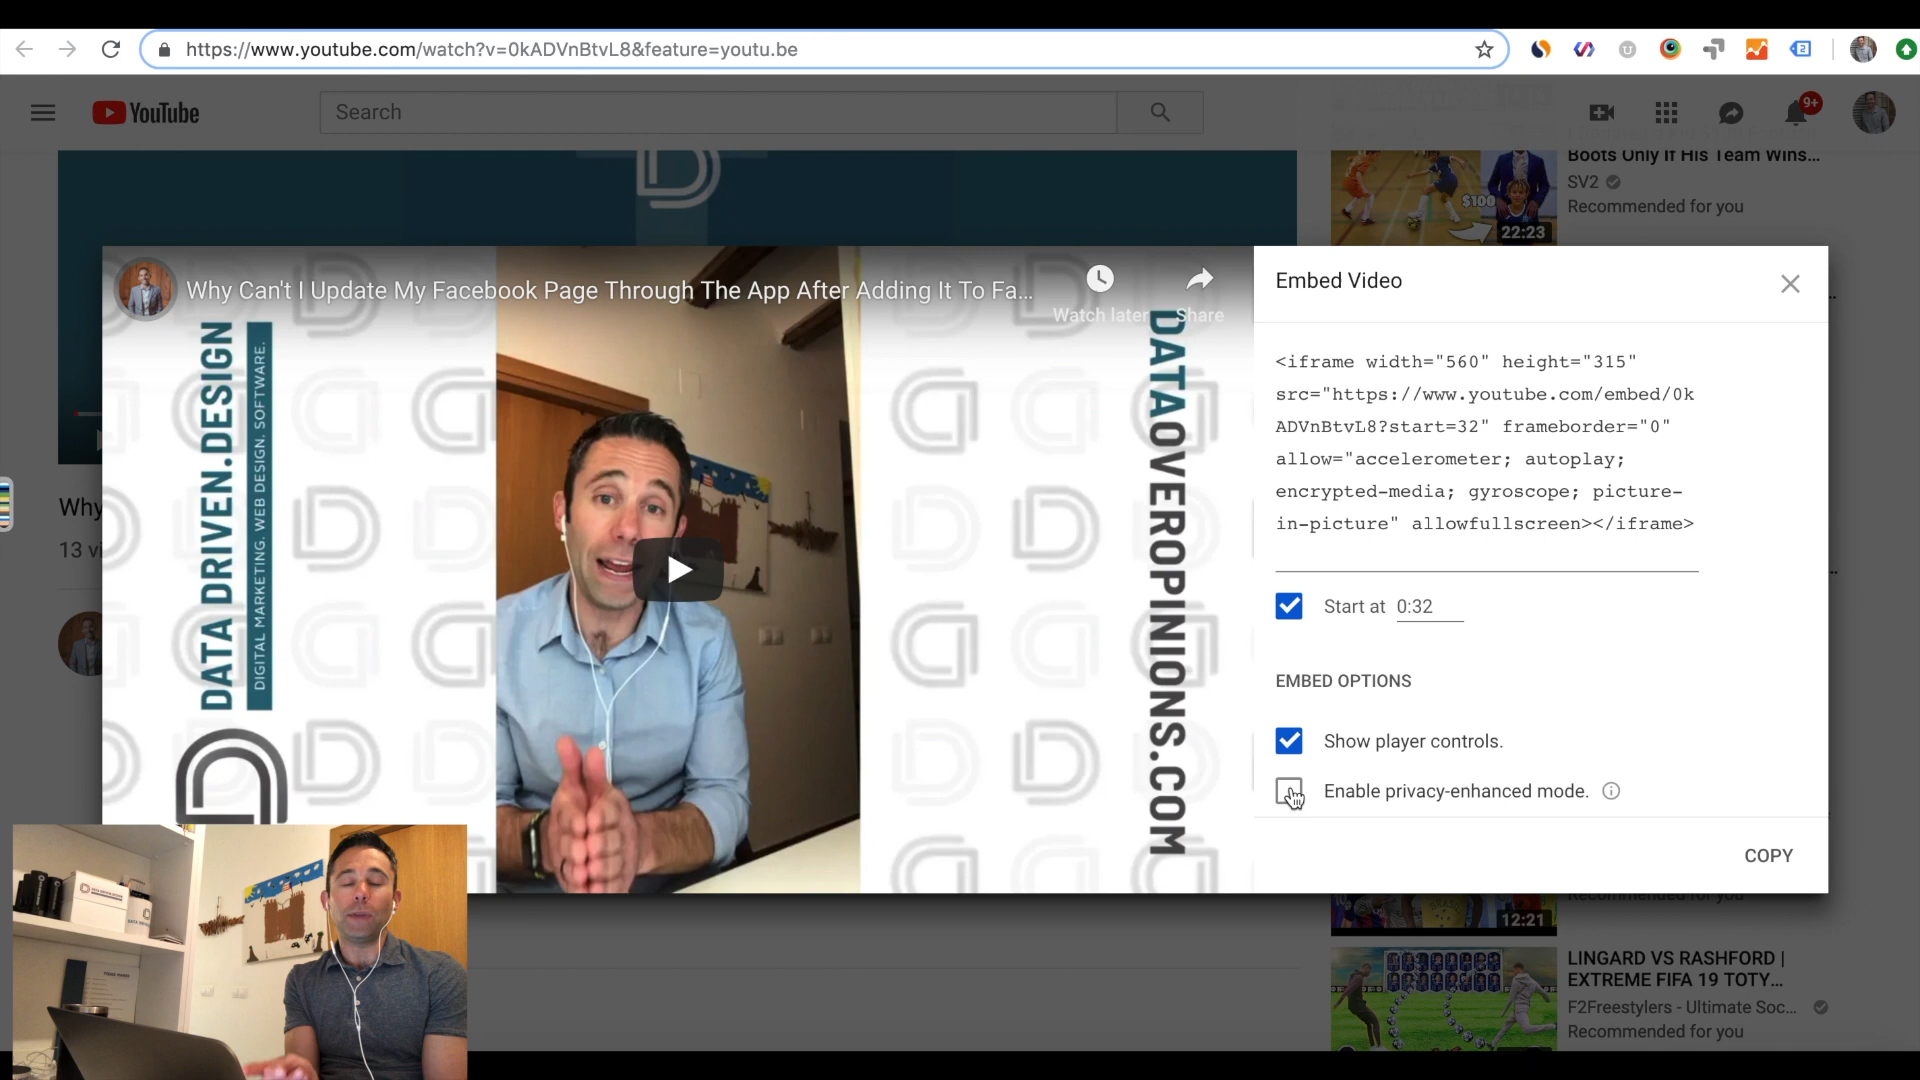 https://www.youtube.com/watch?v=0kADVnBtvL8&feature=youtu.be
YouTube
Search
9+
Why Can't I Update My Facebook Page Through The App After Adding It To Fa...
Watch later
Share
DATA DRIVEN.DESIGN
DIGITAL MARKETING. WEB DESIGN. SOFTWARE.
DATAOVEROPINIONS.COM
Why
13 vi
Embed Video
<iframe width="560" height="315"
src="https://www.youtube.com/embed/0k
ADVnBtvL8?start=32" frameborder="0"
allow="accelerometer; autoplay;
encrypted-media; gyroscope; picture-
in-picture" allowfullscreen></iframe>
Start at 0:32
EMBED OPTIONS
Show player controls.
Enable privacy-enhanced mode.
COPY
Boots Only If His Team Wins...
SV2
Recommended for you
$100
22:23
Recommended for you
12:21
LINGARD VS RASHFORD |
EXTREME FIFA 19 TOTY...
F2Freestylers - Ultimate Soc...
Recommended for you